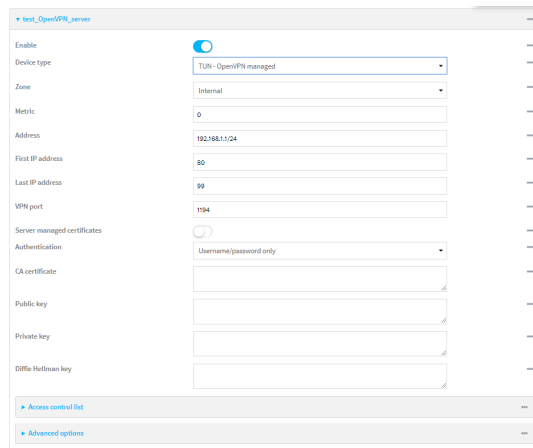 test_OpenVPN_server
Enable
Device type TUN - OpenVPN managed
Zone Internal
Metric 0
Address 192.168.1.1/24
First IP address 80
Last IP address 99
VPN port 1194
Server managed certificates
Authentication Username/password only
CA certificate
Public key
Private key
Diffie Hellman key
Access control list
Advanced options